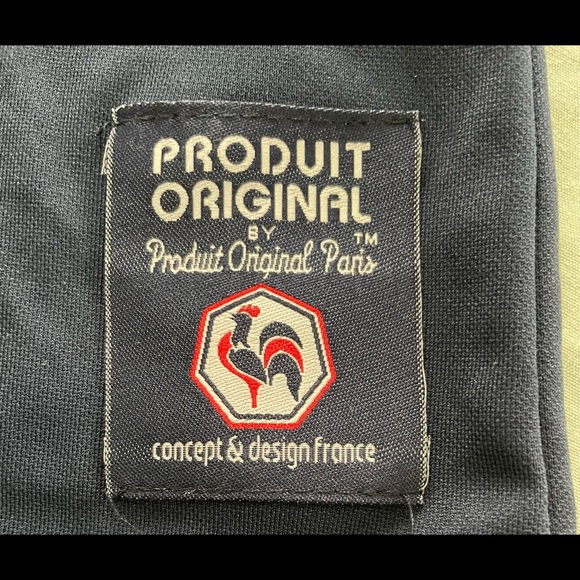 PRODUIT
ORIGINAL
BY
Produit Original Paris™
concept & design france